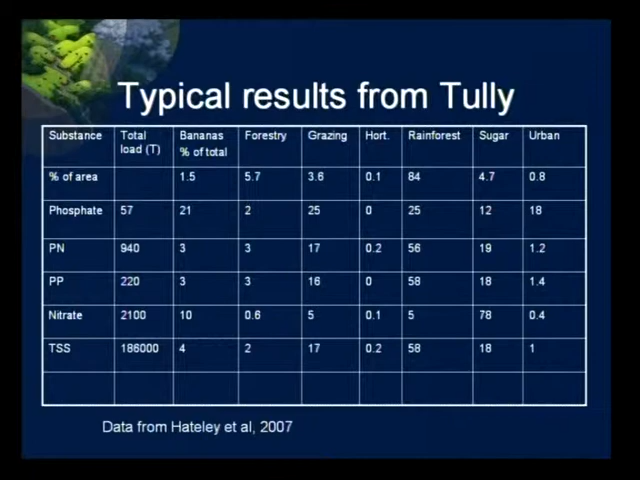 Typical results from Tully
Substance Total load (T) Bananas % of total Forestry Grazing Hort. Rainforest Sugar Urban
% of area 1.5 5.7 3.6 0.1 84 4.7 0.8
Phosphate 57 21 2 25 0 25 12 18
PN 940 3 3 17 0.2 56 19 1.2
PP 220 3 3 16 0 58 18 1.4
Nitrate 2100 10 0.6 5 0.1 5 78 0.4
TSS 186000 4 2 17 0.2 58 18 1
Data from Hateley et al, 2007